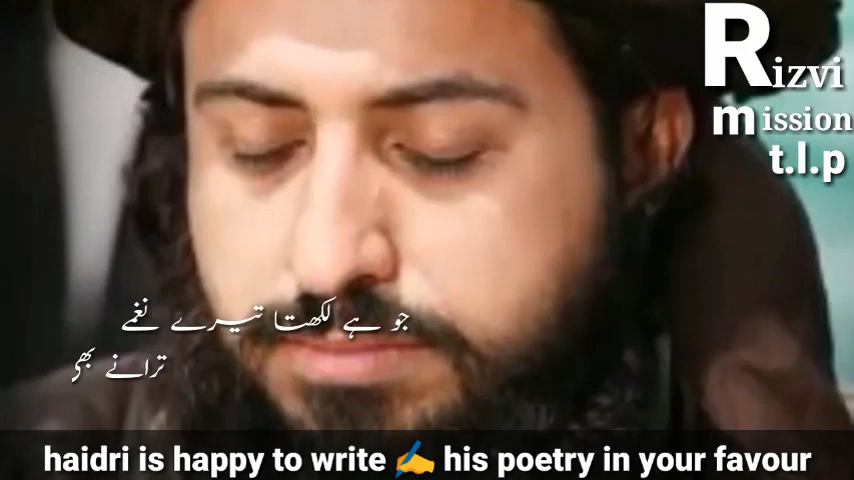 Rizvi
mission
t.l.p
جو ہے لکھتا تیرے نغمے
ترانے بھی
haidri is happy to write ✍️ his poetry in your favour